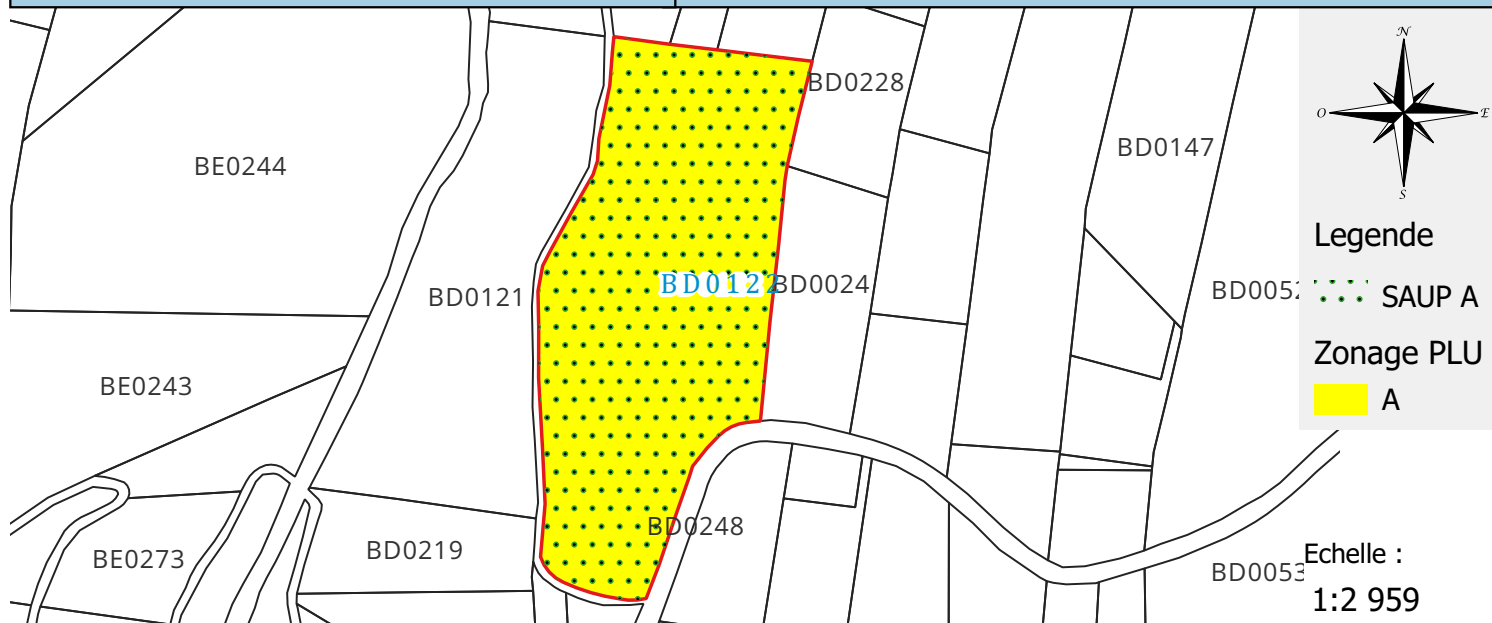 BD0228
BD0147
BE0244
BD0122
BD0024
BD0121
BD0052
BE0243
BD0248
BD0219
BE0273
BD0053
N
O
E
S
Legende
SAUP A
Zonage PLU
A
Echelle :
1:2 959